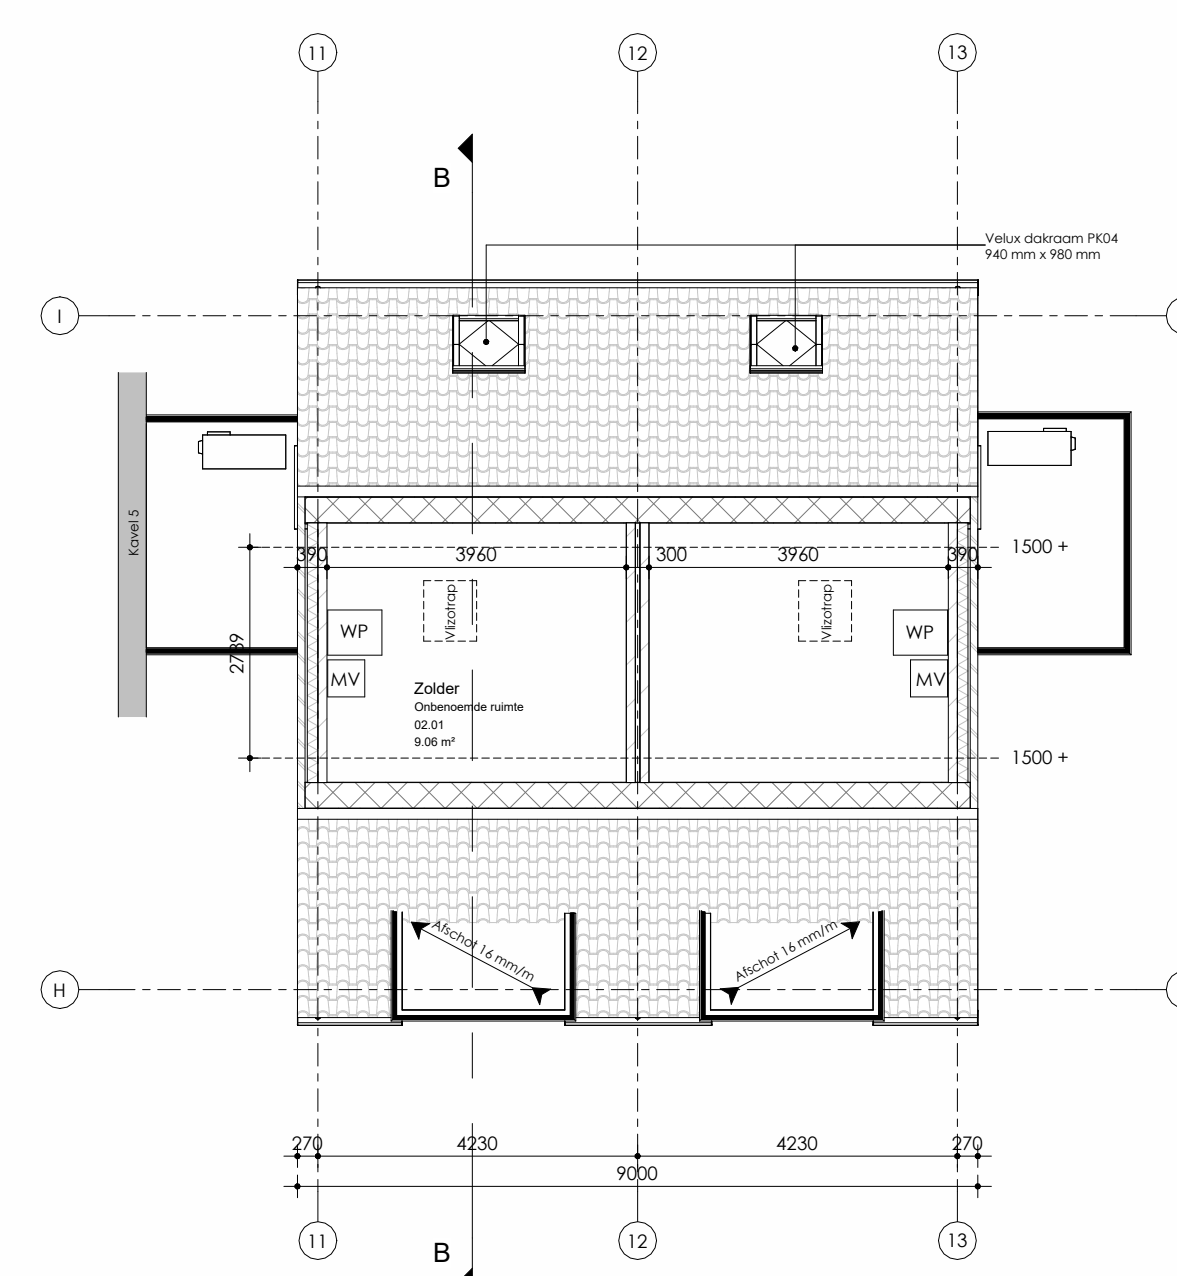 11
12
13
B
Velux dakraam PK04
940 mm x 980 mm
I
Kavel 5
390
3960
300
3960
390
1500 +
2789
Vlizotrap
Vlizotrap
WP
WP
MV
MV
Zolder
Onbenoemde ruimte
02.01
9.06 m²
1500 +
Afschot 16 mm/m
Afschot 16 mm/m
H
270
4230
4230
270
9000
11
12
13
B